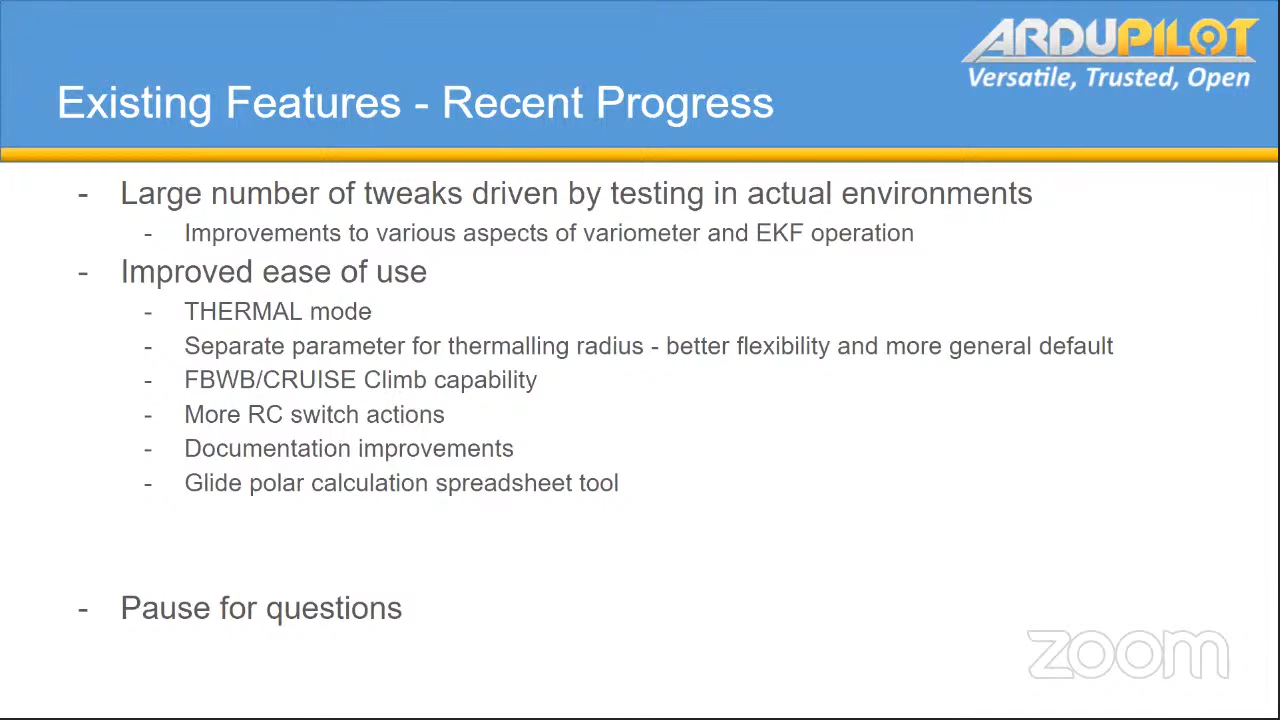 ARDUPILOT
Versatile, Trusted, Open
Existing Features - Recent Progress
- Large number of tweaks driven by testing in actual environments
- Improvements to various aspects of variometer and EKF operation
- Improved ease of use
- THERMAL mode
- Separate parameter for thermalling radius - better flexibility and more general default
- FBWB/CRUISE Climb capability
- More RC switch actions
- Documentation improvements
- Glide polar calculation spreadsheet tool
- Pause for questions
zoom